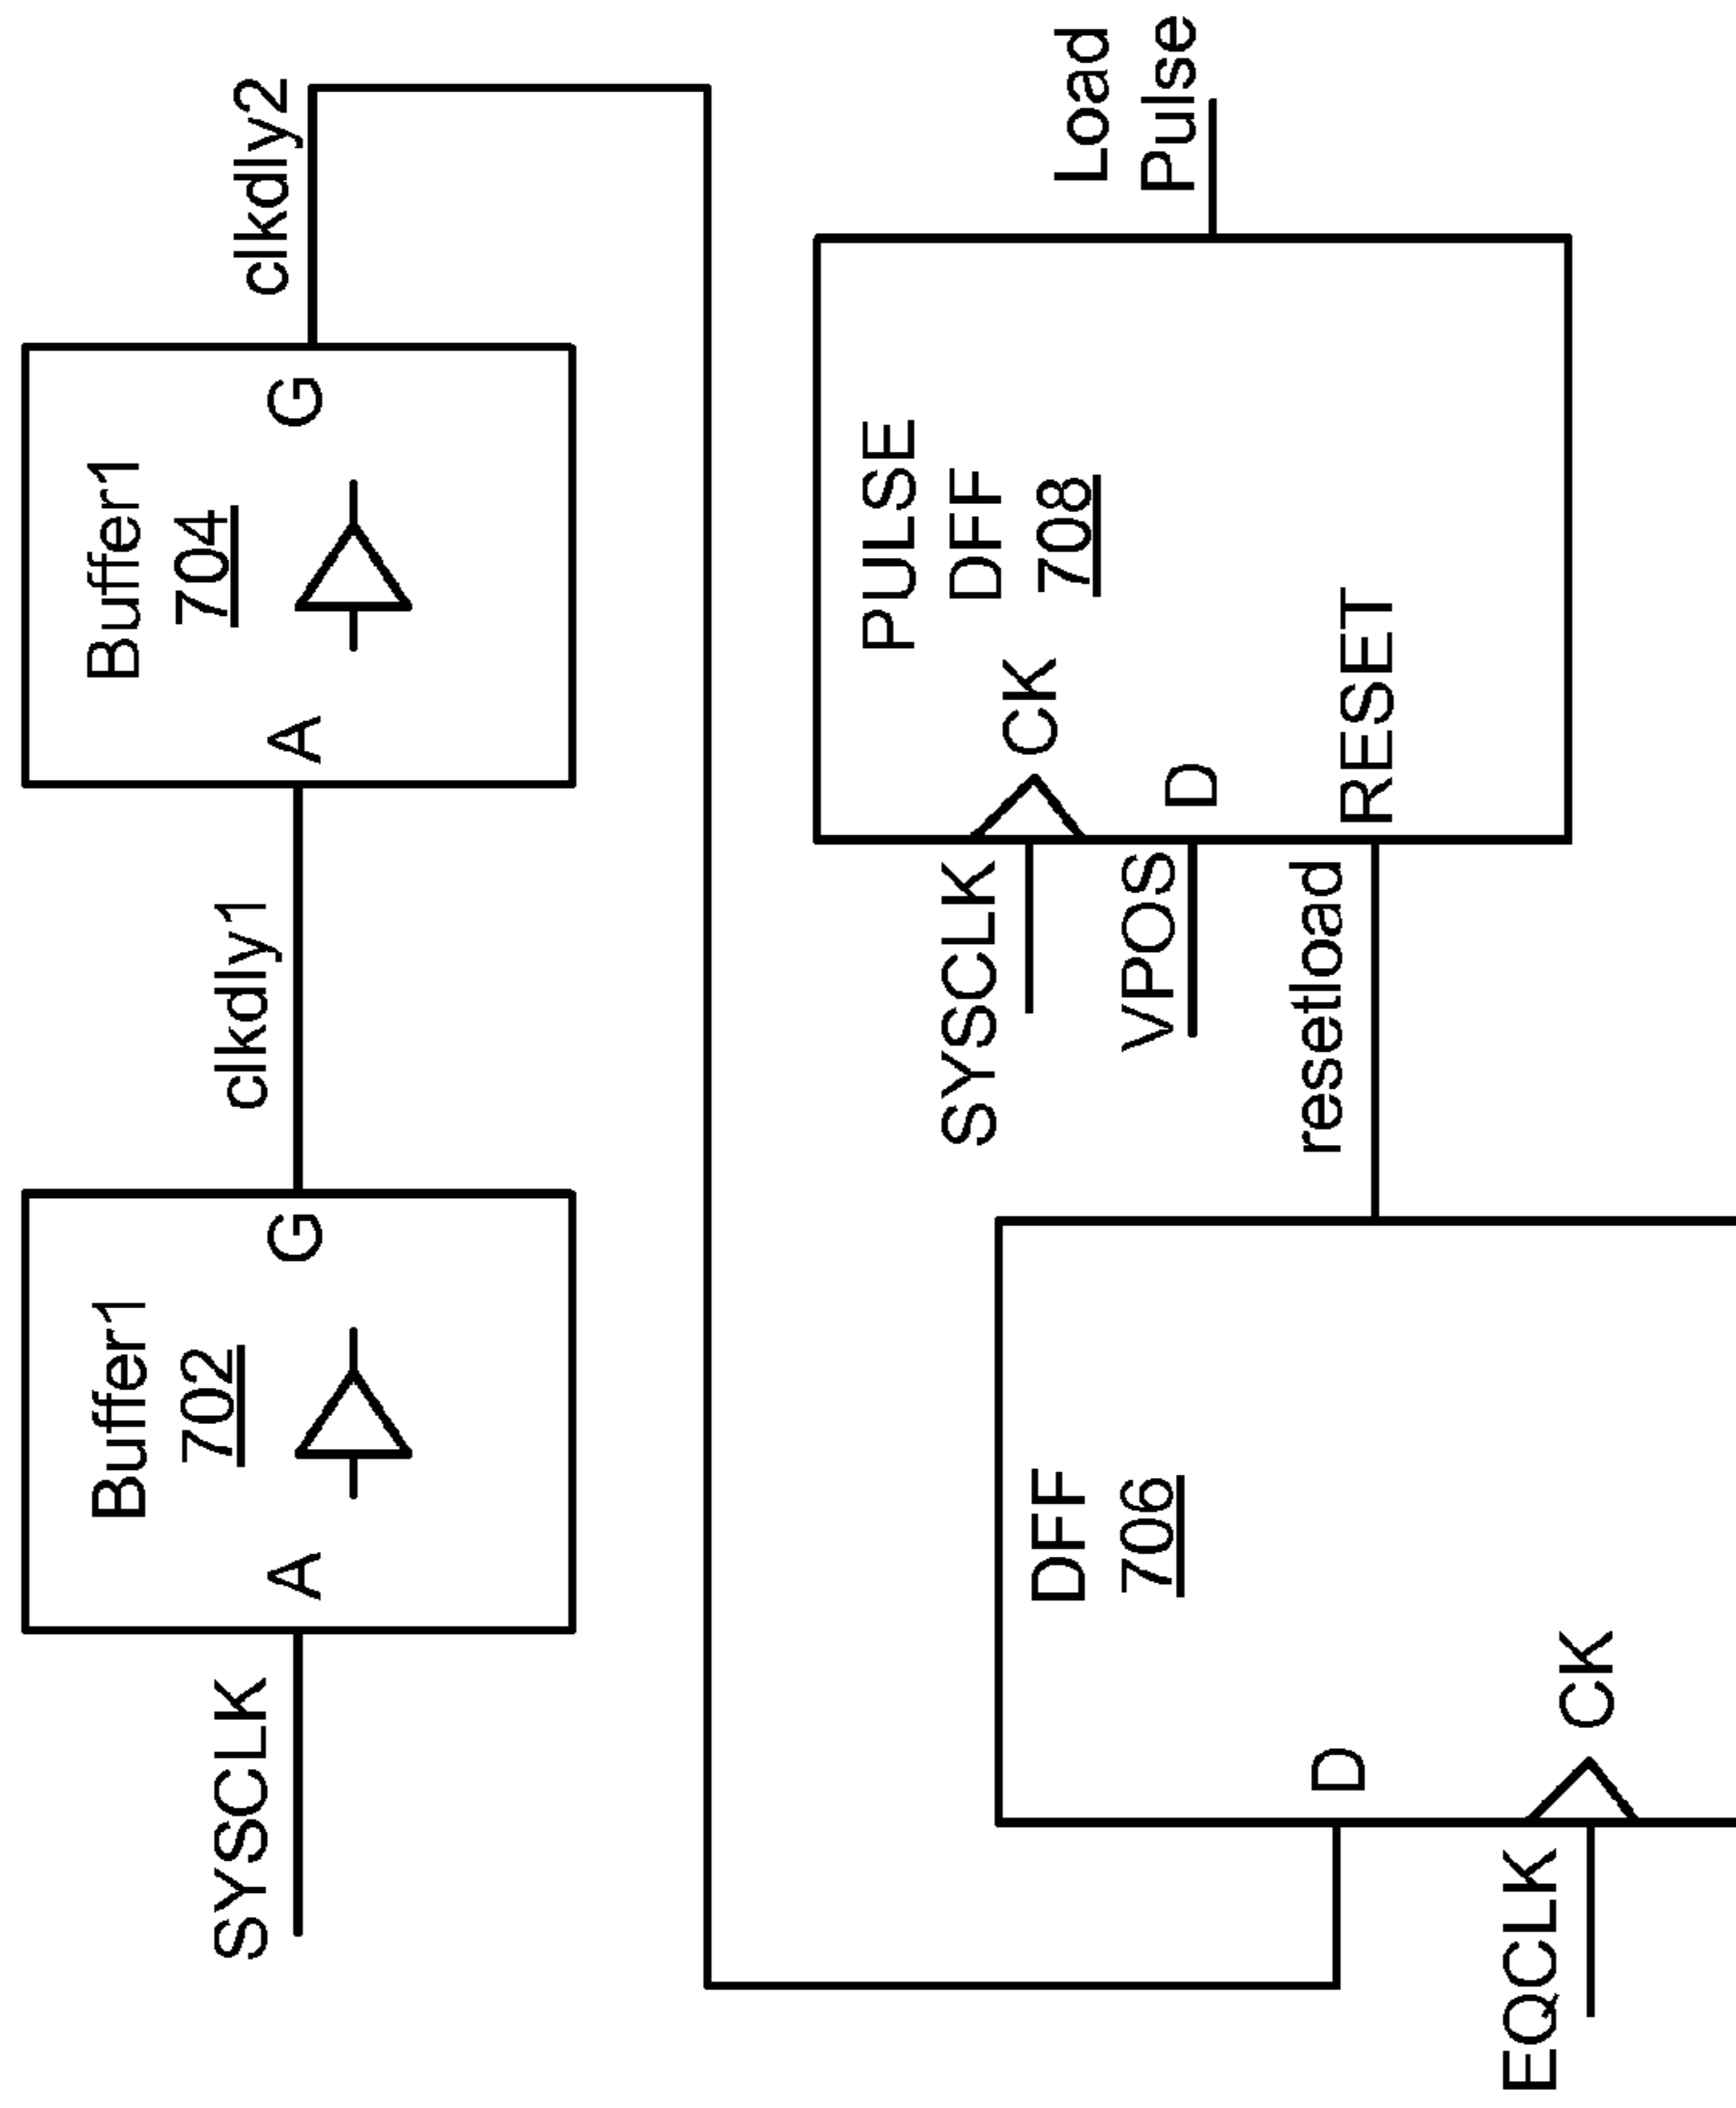 SYSCLK
Buffer1
702
A
G
clkdly1
Buffer1
704
A
G
clkdly2
EQCLK
DFF
706
D
CK
resetload
SYSCLK
VPOS
PULSE
DFF
708
CK
D
RESET
Load
Pulse